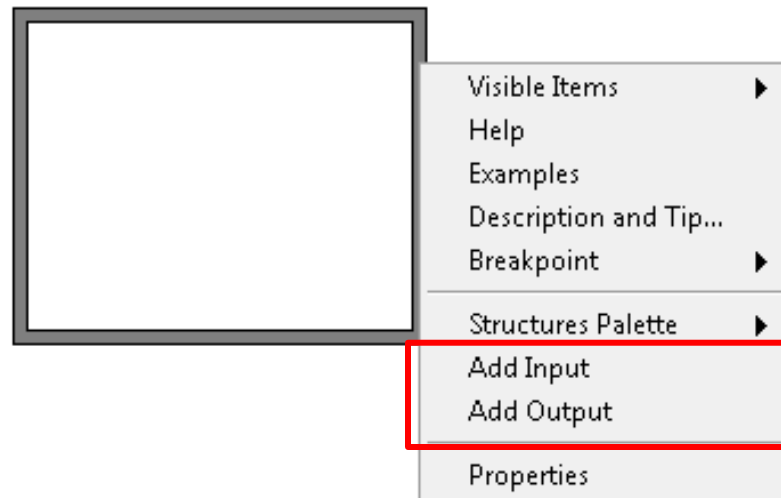 Visible Items
Help
Examples
Description and Tip...
Breakpoint
Structures Palette
Add Input
Add Output
Properties